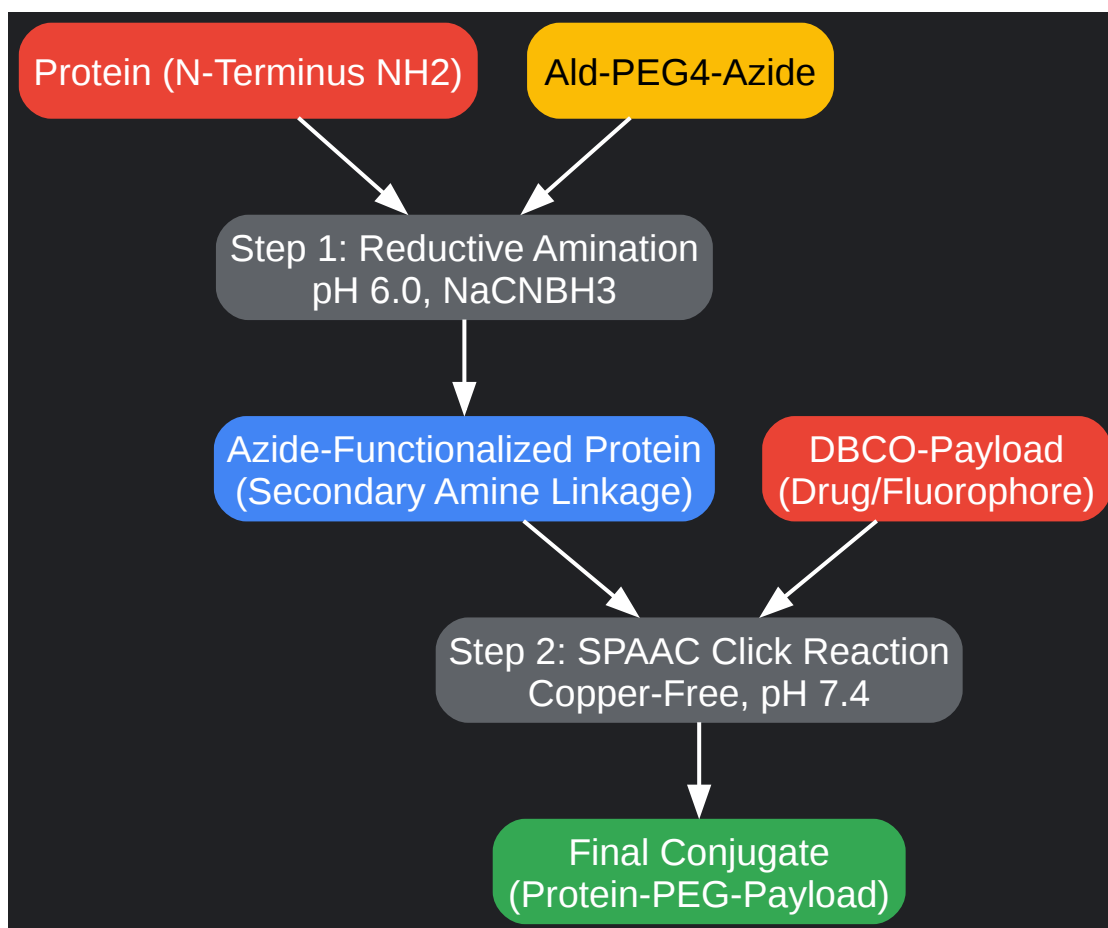 Protein (N-Terminus NH2)
Ald-PEG4-Azide
Step 1: Reductive Amination
pH 6.0, NaCNBH3
Azide-Functionalized Protein
(Secondary Amine Linkage)
DBCO-Payload
(Drug/Fluorophore)
Step 2: SPAAC Click Reaction
Copper-Free, pH 7.4
Final Conjugate
(Protein-PEG-Payload)